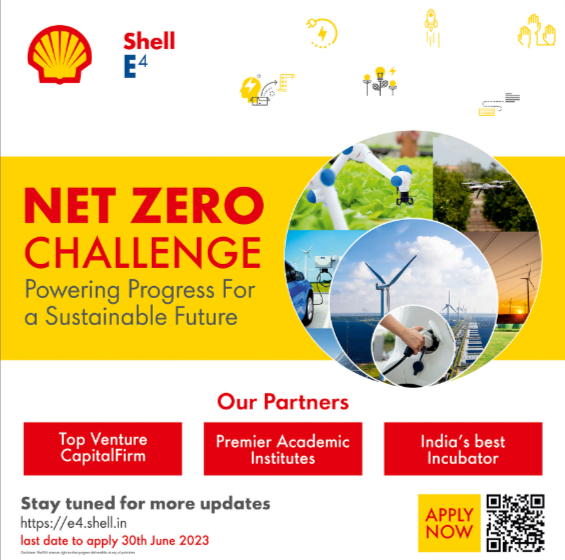 Shell
E4
NET ZERO
CHALLENGE
Powering Progress For
a Sustainable Future
Our Partners
Top Venture
CapitalFirm
Premier Academic
Institutes
India's best
Incubator
Stay tuned for more updates
https://e4.shell.in
last date to apply 30th June 2023
APPLY
NOW